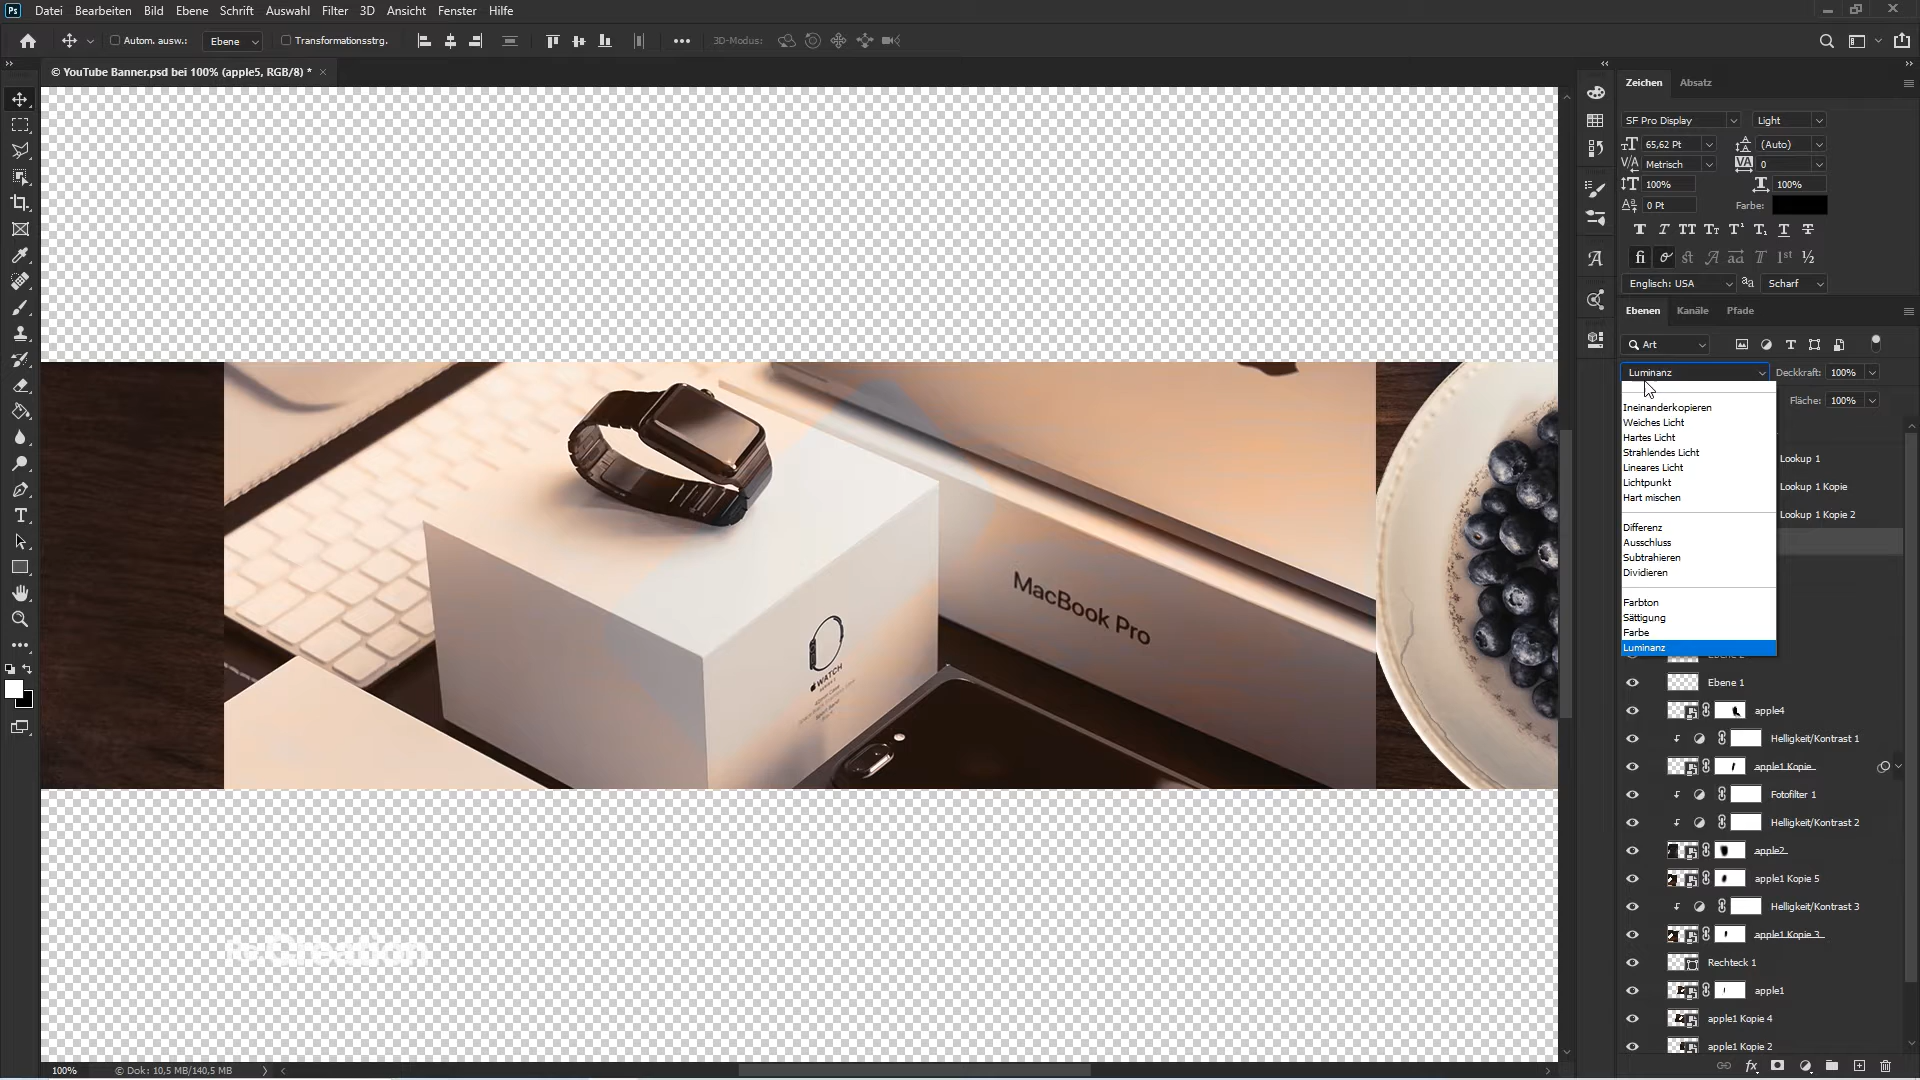 Ps
Datei Bearbeiten Bild Ebene Schrift Auswahl Filter 3D Ansicht Fenster Hilfe
Autom. ausw.: Ebene Transformationsstrg. 3D-Modus:
© YouTube Banner.psd bei 100% (apple5, RGB/8) *
Zeichen Absatz
SF Pro Display Light
65,62 Pt (Auto)
Metrisch 0
100% 100%
0 Pt Farbe:
Englisch: USA Scharf
Ebenen Kanäle Pfade
Art
Luminanz Deckkraft: 100%
Fläche: 100%
Ineinanderkopieren
Weiches Licht
Hartes Licht
Strahlendes Licht
Lineares Licht
Lichtpunkt
Hart mischen
Differenz
Ausschluss
Subtrahieren
Dividieren
Farbton
Sättigung
Farbe
Luminanz
Lookup 1
Lookup 1 Kopie
Lookup 1 Kopie 2
Ebene 1
apple4
Helligkeit/Kontrast 1
apple1 Kopie
Fotofilter 1
Helligkeit/Kontrast 2
apple2
apple1 Kopie 5
Helligkeit/Kontrast 3
apple1 Kopie 3
Rechteck 1
apple1
apple1 Kopie 4
apple1 Kopie 2
MacBook Pro
WATCH
100% © Dok: 10,5 MB/140,5 MB